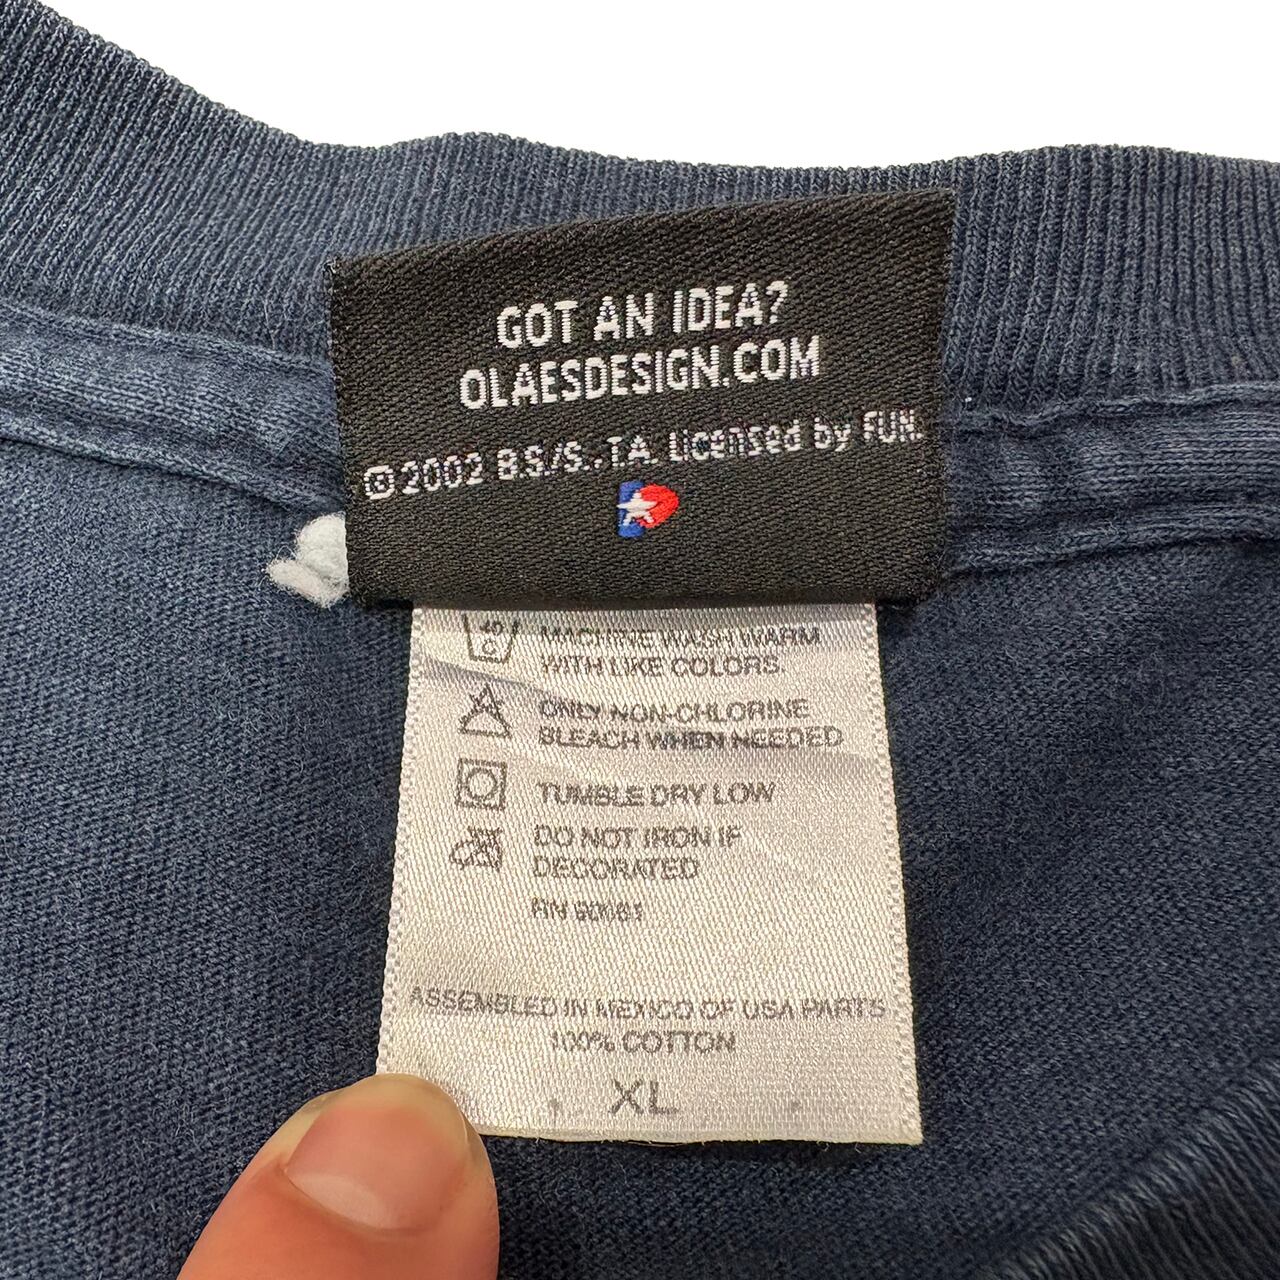 GOT AN IDEA?
OLAESDESIGN.COM
©2002 B.S./S..T.A. Licensed by FUN.
40
C
MACHINE WASH WARM
WITH LIKE COLORS
ONLY NON-CHLORINE
BLEACH WHEN NEEDED
TUMBLE DRY LOW
DO NOT IRON IF
DECORATED
RN
ASSEMBLED IN MEXICO OF USA PARTS
100% COTTON
XL